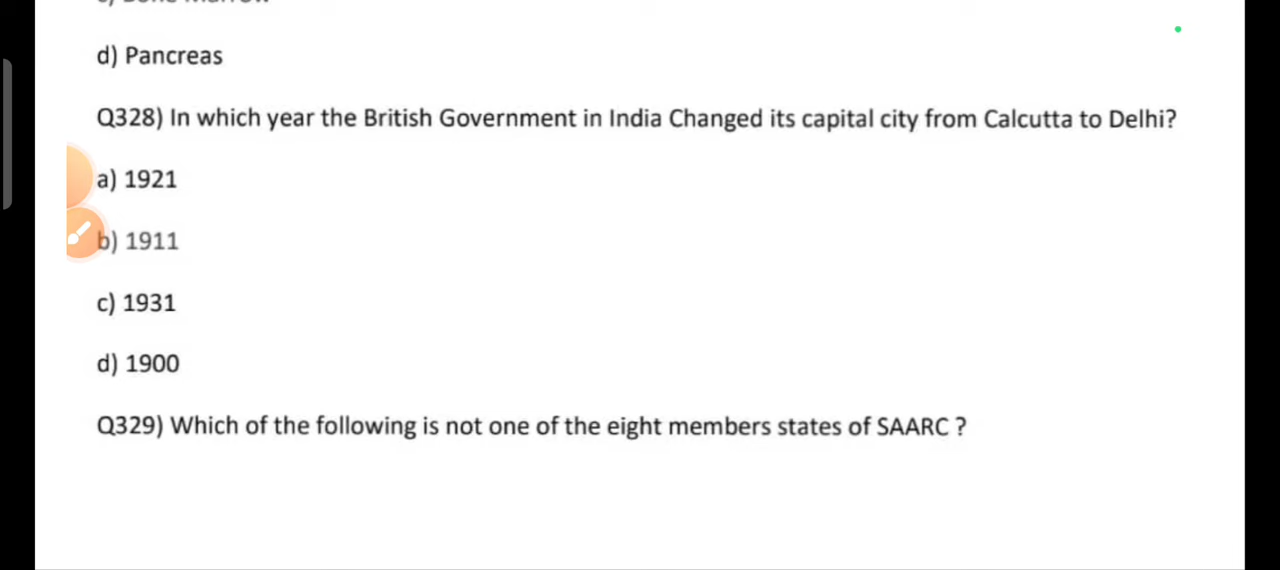 d) Pancreas
Q328) In which year the British Government in India Changed its capital city from Calcutta to Delhi?
a) 1921
b) 1911
c) 1931
d) 1900
Q329) Which of the following is not one of the eight members states of SAARC ?